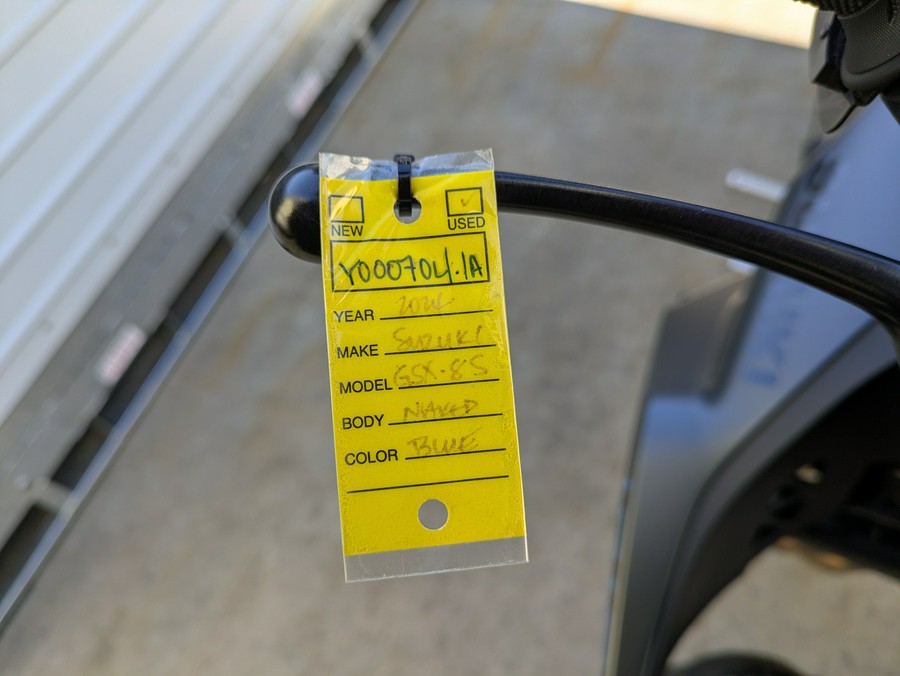 NEW USED
Y000704.1A
YEAR 2024
MAKE SUZUKI
MODEL GSX-8S
BODY NAKED
COLOR BLUE